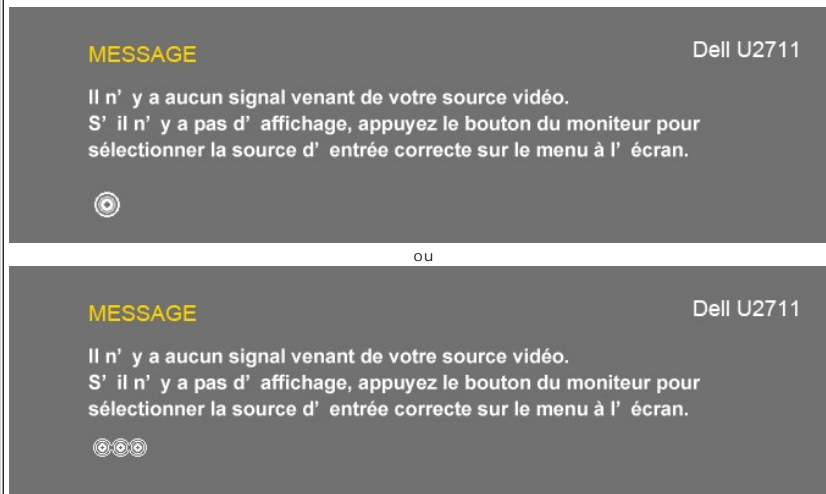 MESSAGE
Dell U2711
Il n’ y a aucun signal venant de votre source vidéo.
S’ il n’ y a pas d’ affichage, appuyez le bouton du moniteur pour
sélectionner la source d’ entrée correcte sur le menu à l’ écran.
ou
MESSAGE
Dell U2711
Il n’ y a aucun signal venant de votre source vidéo.
S’ il n’ y a pas d’ affichage, appuyez le bouton du moniteur pour
sélectionner la source d’ entrée correcte sur le menu à l’ écran.